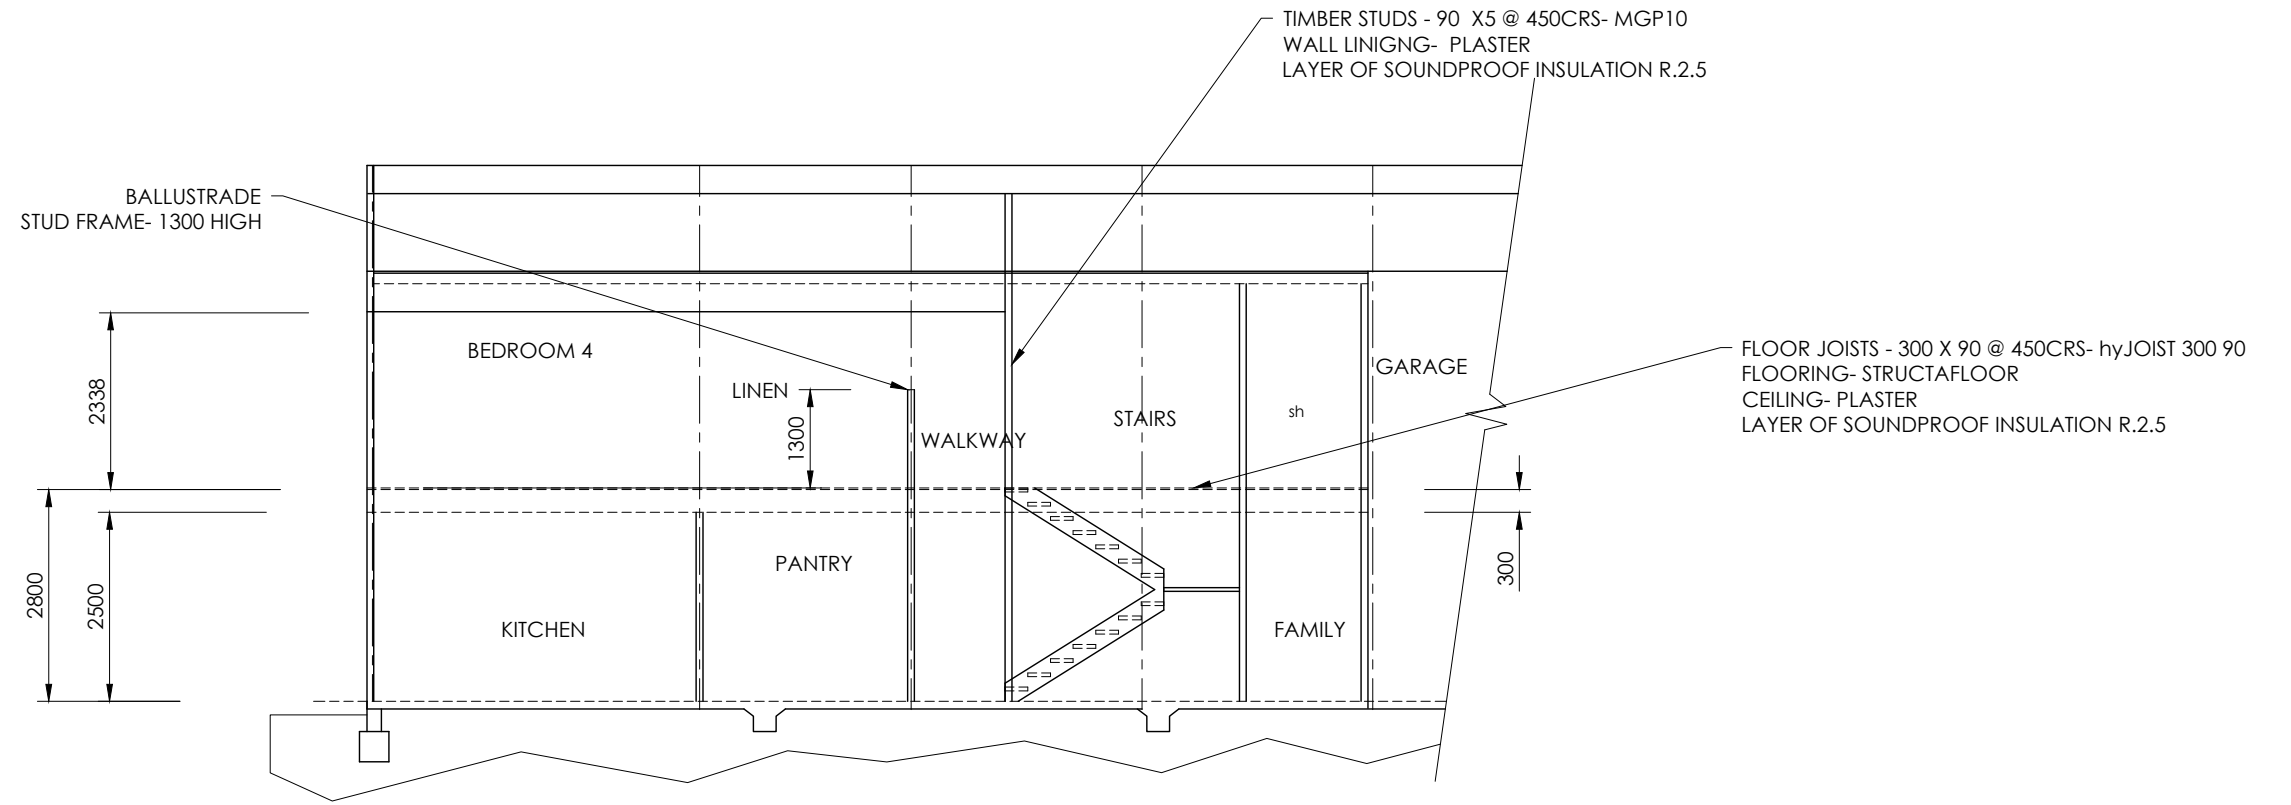 TIMBER STUDS - 90  X5 @ 450CRS- MGP10
WALL LINIGNG-  PLASTER
LAYER OF SOUNDPROOF INSULATION R.2.5
BALLUSTRADE
STUD FRAME- 1300 HIGH
FLOOR JOISTS - 300 X 90 @ 450CRS- hyJOIST 300 90
FLOORING- STRUCTAFLOOR
CEILING- PLASTER
LAYER OF SOUNDPROOF INSULATION R.2.5
BEDROOM 4
LINEN
WALKWAY
STAIRS
sh
GARAGE
2338
1300
PANTRY
KITCHEN
FAMILY
2800
2500
300